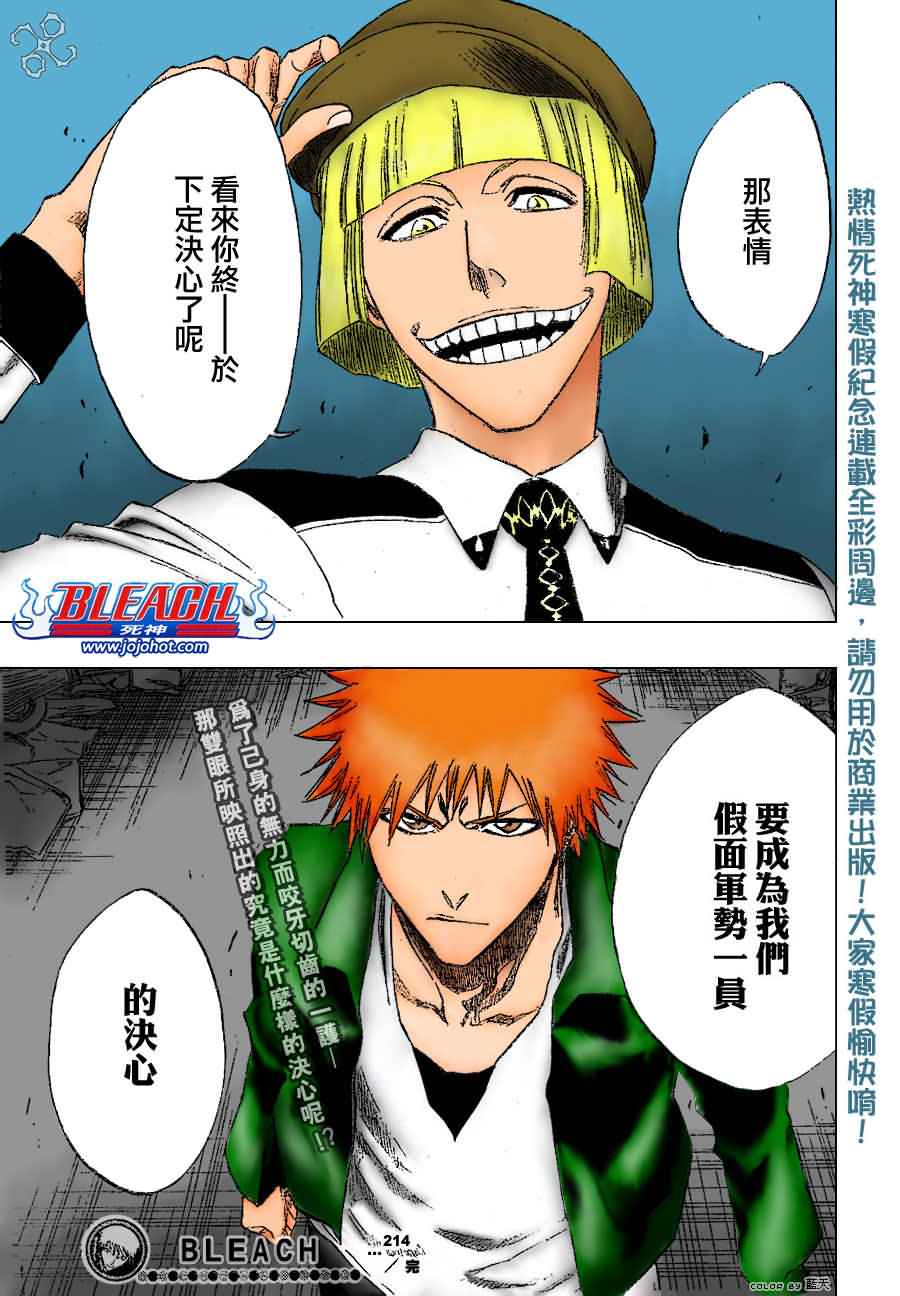 那表情
看來你終——於
下定決心了呢
熱情死神寒假紀念連載全彩周邊，請勿用於商業出版！大家寒假愉快唷！
BLEACH
死神
www.jojohot.com
要成為我們
假面軍勢一員
的決心
為了己身的無力而咬牙切齒的一護—
那雙眼所映照出的究竟是什麼樣的決心呢!?
BLEACH
214
…
／完
COLOR BY 藍天